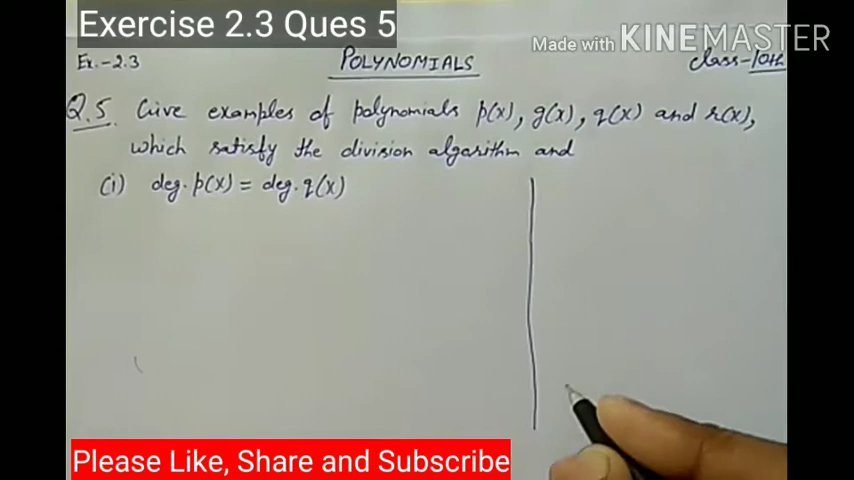 Exercise 2.3 Ques 5
Made with KINEMASTER
Ex.-2.3 POLYNOMIALS Class-10th
Q.5. Give examples of polynomials p(x), g(x), q(x) and r(x),
which satisfy the division algorithm and
(i) deg. p(x) = deg. q(x)
Please Like, Share and Subscribe